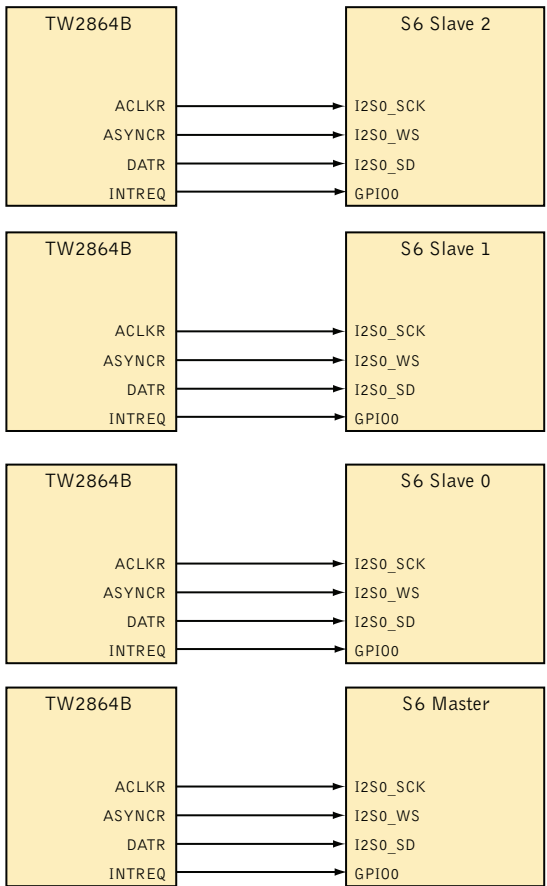 TW2864B
S6 Slave 2
ACLKR
I2S0_SCK
ASYNCR
I2S0_WS
DATR
I2S0_SD
INTREQ
GPIO0
TW2864B
S6 Slave 1
ACLKR
I2S0_SCK
ASYNCR
I2S0_WS
DATR
I2S0_SD
INTREQ
GPIO0
TW2864B
S6 Slave 0
ACLKR
I2S0_SCK
ASYNCR
I2S0_WS
DATR
I2S0_SD
INTREQ
GPIO0
TW2864B
S6 Master
ACLKR
I2S0_SCK
ASYNCR
I2S0_WS
DATR
I2S0_SD
INTREQ
GPIO0